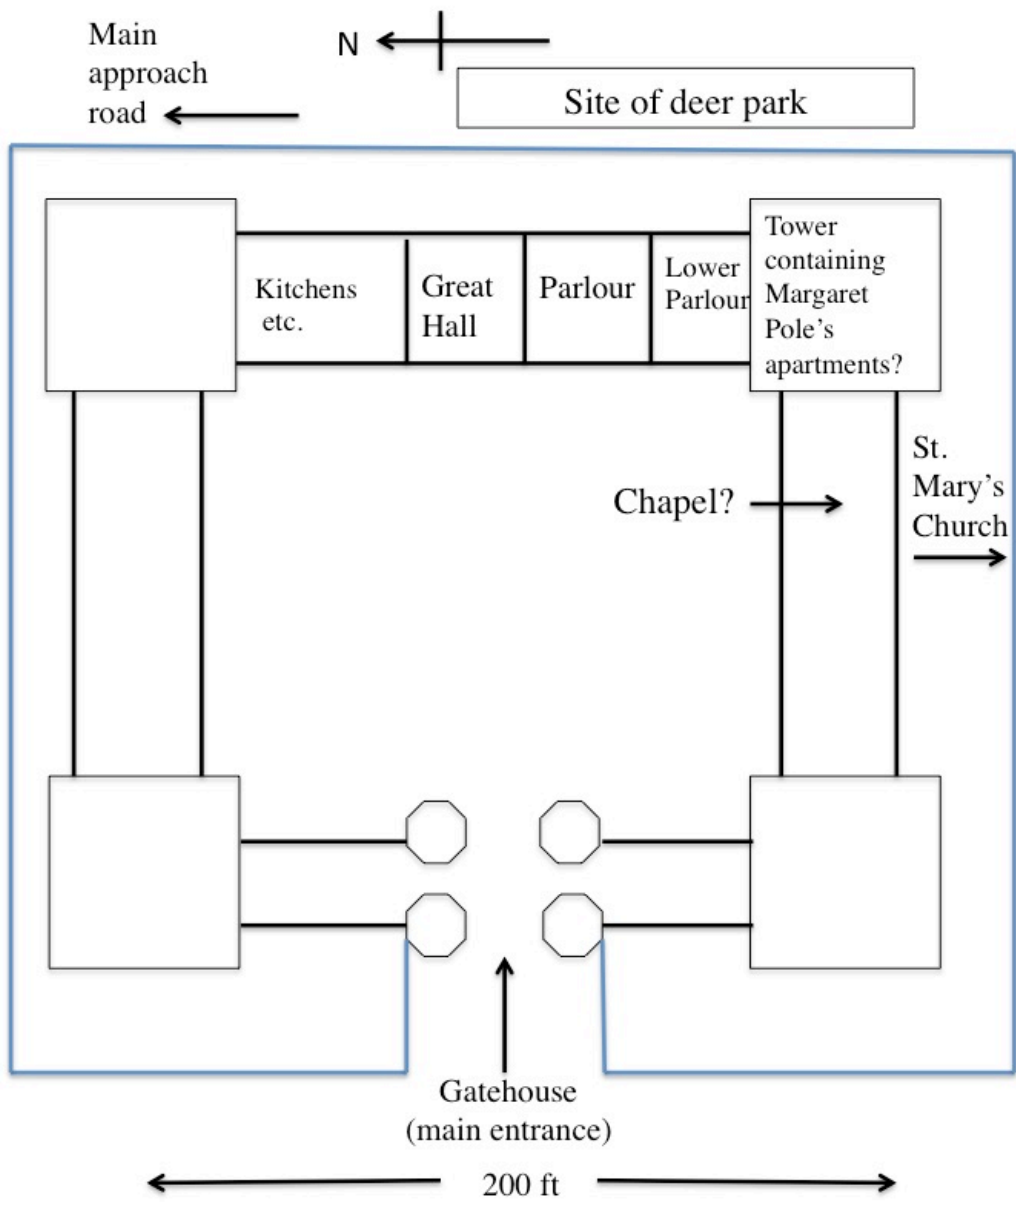 Main
approach
road
N
Site of deer park
Kitchens
etc.
Great
Hall
Parlour
Lower
Parlour
Tower
containing
Margaret
Pole’s
apartments?
Chapel?
St.
Mary’s
Church
Gatehouse
(main entrance)
200 ft